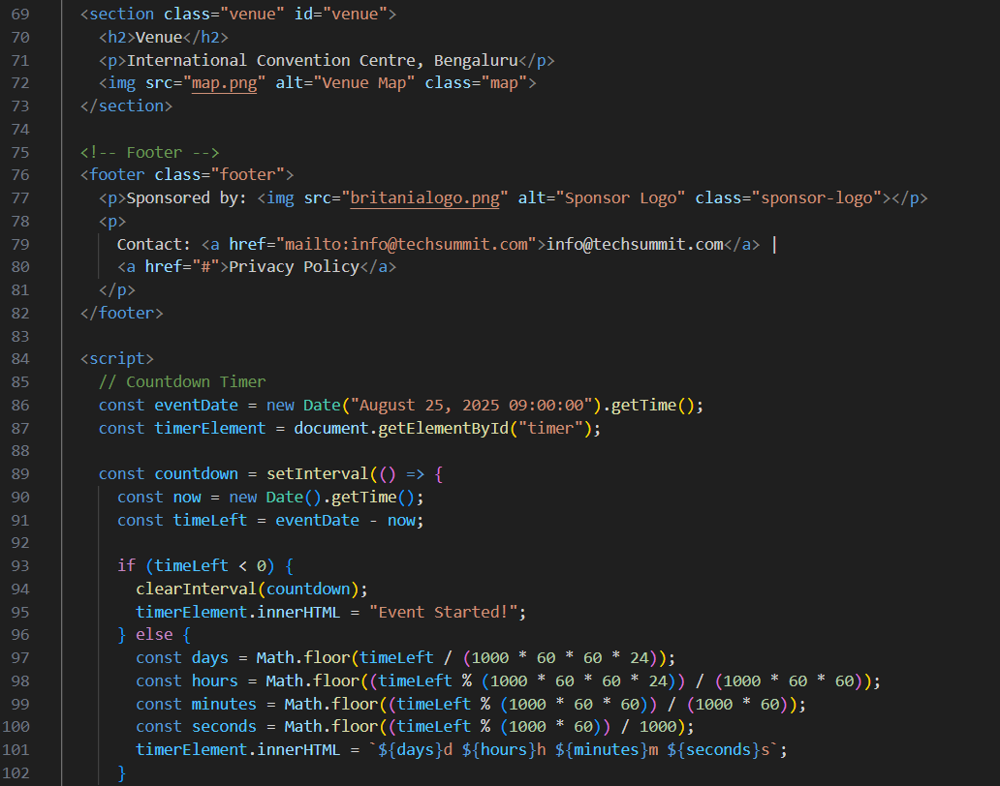 69 <section class="venue" id="venue">
70 <h2>Venue</h2>
71 <p>International Convention Centre, Bengaluru</p>
72 <img src="map.png" alt="Venue Map" class="map">
73 </section>
74
75 <!-- Footer -->
76 <footer class="footer">
77 <p>Sponsored by: <img src="britanialogo.png" alt="Sponsor Logo" class="sponsor-logo"></p>
78 <p>
79 Contact: <a href="mailto:info@techsummit.com">info@techsummit.com</a> |
80 <a href="#">Privacy Policy</a>
81 </p>
82 </footer>
83
84 <script>
85 // Countdown Timer
86 const eventDate = new Date("August 25, 2025 09:00:00").getTime();
87 const timerElement = document.getElementById("timer");
88
89 const countdown = setInterval(() => {
90 const now = new Date().getTime();
91 const timeLeft = eventDate - now;
92
93 if (timeLeft < 0) {
94 clearInterval(countdown);
95 timerElement.innerHTML = "Event Started!";
96 } else {
97 const days = Math.floor(timeLeft / (1000 * 60 * 60 * 24));
98 const hours = Math.floor((timeLeft % (1000 * 60 * 60 * 24)) / (1000 * 60 * 60));
99 const minutes = Math.floor((timeLeft % (1000 * 60 * 60)) / (1000 * 60));
100 const seconds = Math.floor((timeLeft % (1000 * 60)) / 1000);
101 timerElement.innerHTML = `${days}d ${hours}h ${minutes}m ${seconds}s`;
102 }